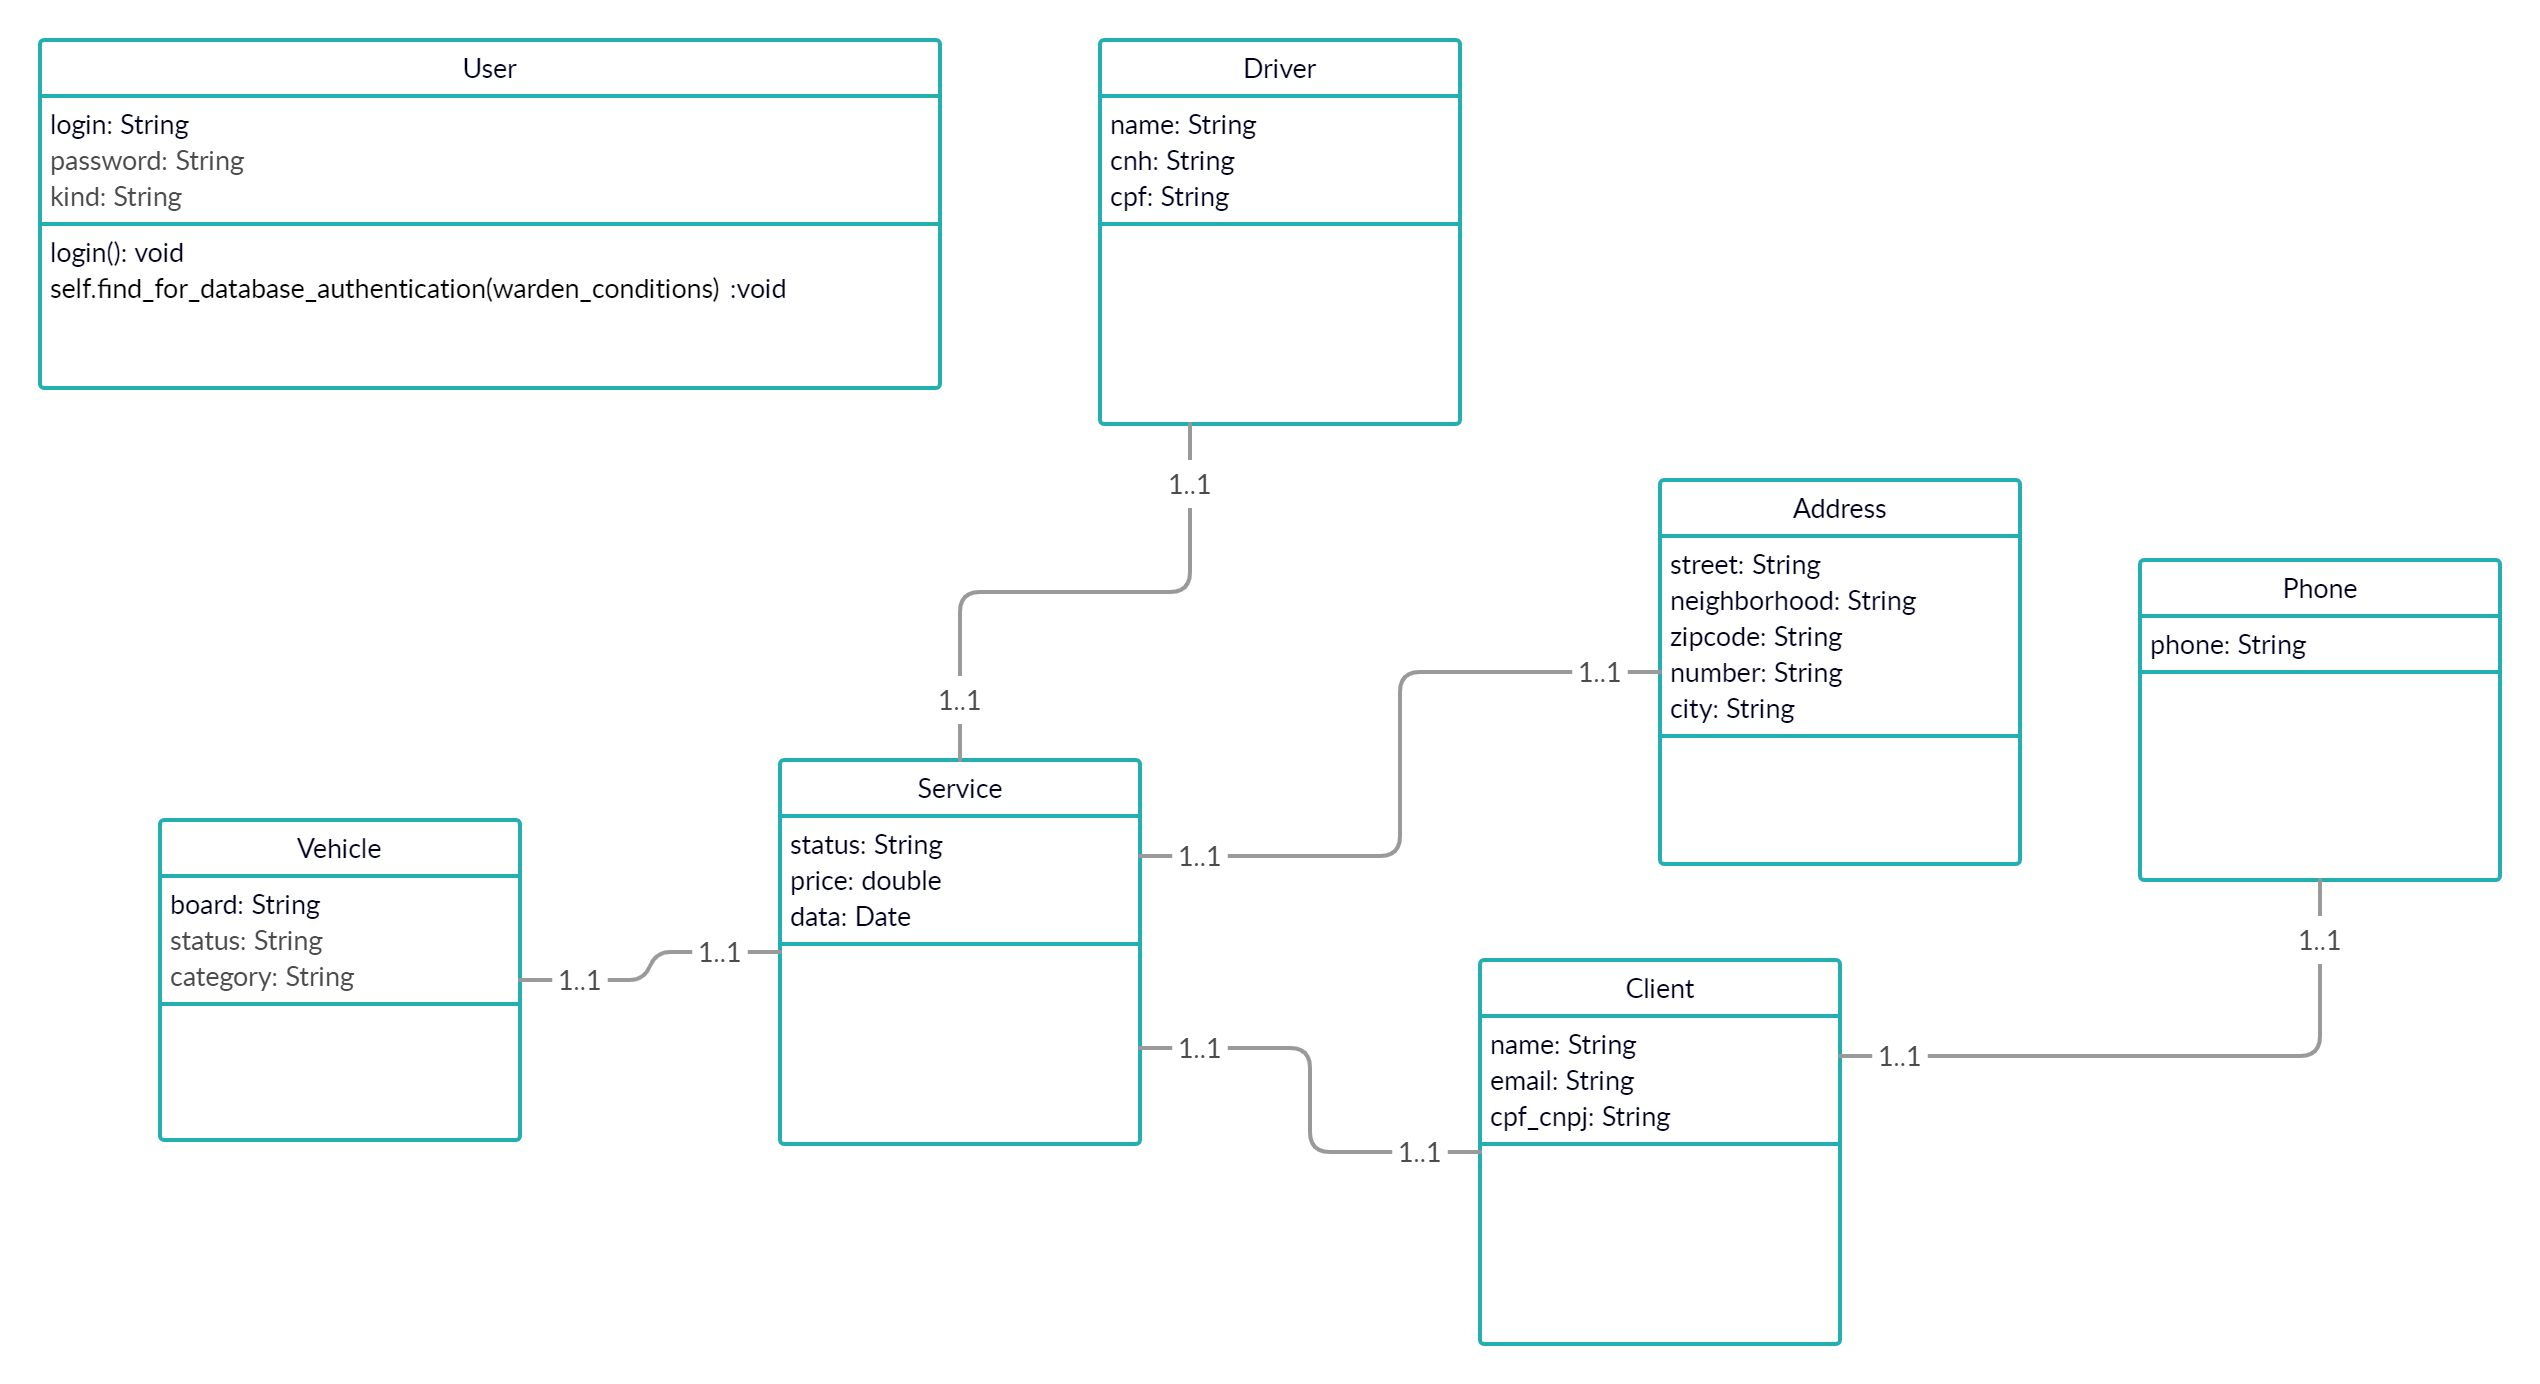 User
login: String
password: String
kind: String
login(): void
self.find_for_database_authentication(warden_conditions) :void
Driver
name: String
cnh: String
cpf: String
1..1
1..1
Address
street: String
neighborhood: String
zipcode: String
number: String
city: String
1..1
1..1
Phone
phone: String
1..1
1..1
Service
status: String
price: double
data: Date
1..1
1..1
Vehicle
board: String
status: String
category: String
1..1
1..1
Client
name: String
email: String
cpf_cnpj: String